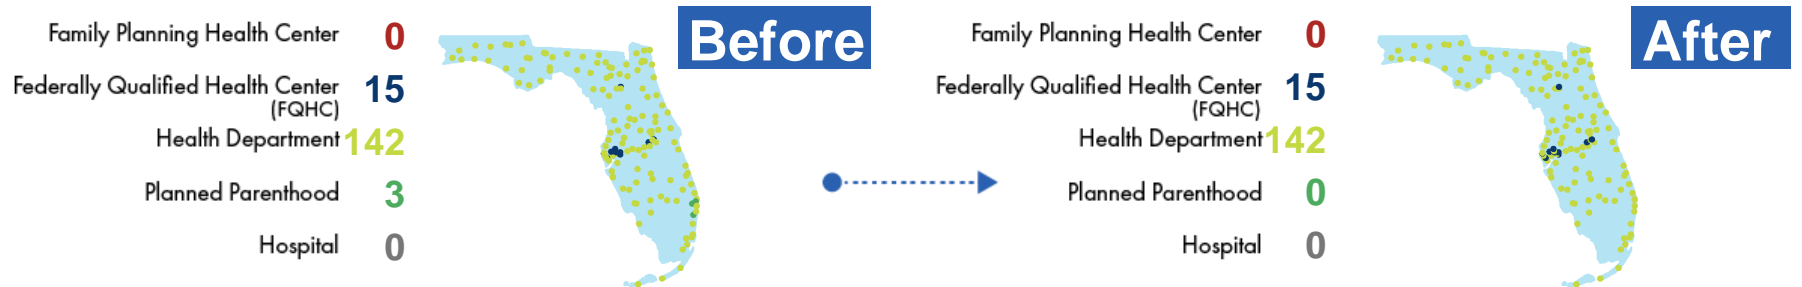 Before
Family Planning Health Center 0
Federally Qualified Health Center 15
(FQHC)
Health Department 142
Planned Parenthood 3
Hospital 0
After
Family Planning Health Center 0
Federally Qualified Health Center 15
(FQHC)
Health Department 142
Planned Parenthood 0
Hospital 0